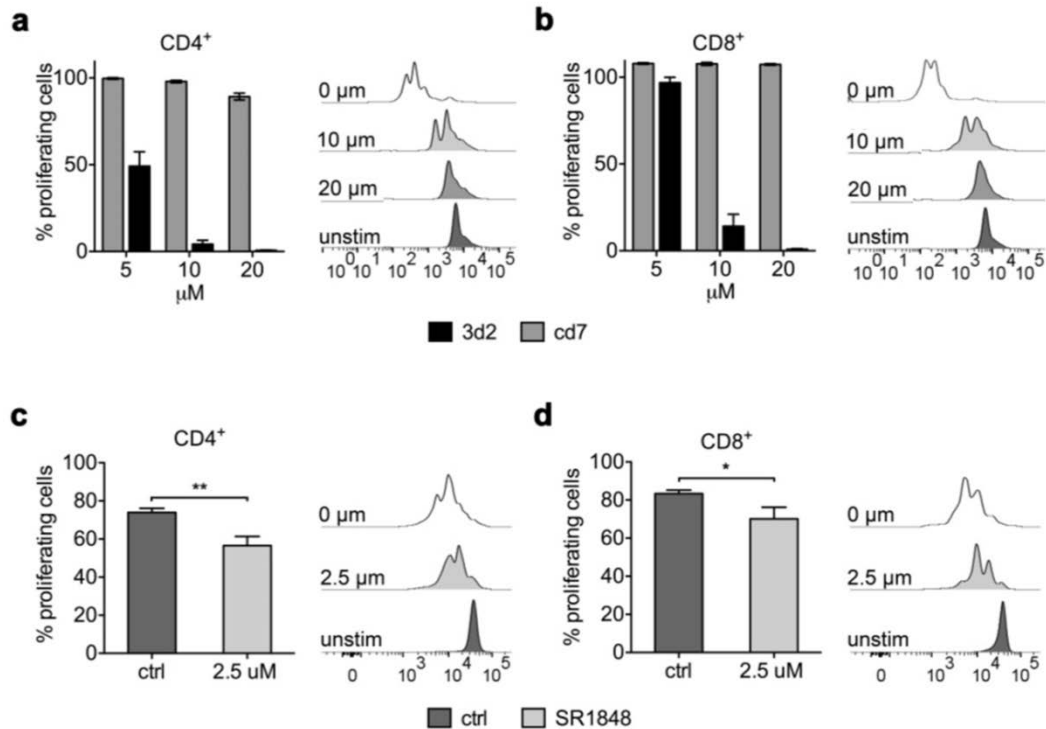 a
CD4+
% proliferating cells
100
50
0
5 10 20
µM
0 µm
10 µm
20 µm
unstim
10 10 0 10 1 10 2 10 3 10 4 10 5
b
CD8+
% proliferating cells
100
50
0
5 10 20
µM
0 µm
10 µm
20 µm
unstim
10 10 0 10 1 10 2 10 3 10 4 10 5
3d2 cd7
c
CD4+
% proliferating cells
100
80
60
40
20
0
**
ctrl 2.5 uM
0 µm
2.5 µm
unstim
0 10 3 10 4 10 5
d
CD8+
% proliferating cells
100
80
60
40
20
0
*
ctrl 2.5 uM
0 µm
2.5 µm
unstim
0 10 3 10 4 10 5
ctrl SR1848